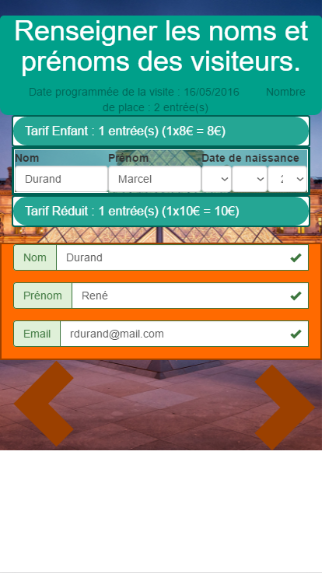 Renseigner les noms et
prénoms des visiteurs.
Date programmée de la visite : 16/05/2016 Nombre
de place : 2 entrée(s)
Tarif Enfant : 1 entrée(s) (1x8€ = 8€)
Nom Prénom Date de naissance
Durand Marcel
Tarif Réduit : 1 entrée(s) (1x10€ = 10€)
Nom Durand
Prénom René
Email rdurand@mail.com